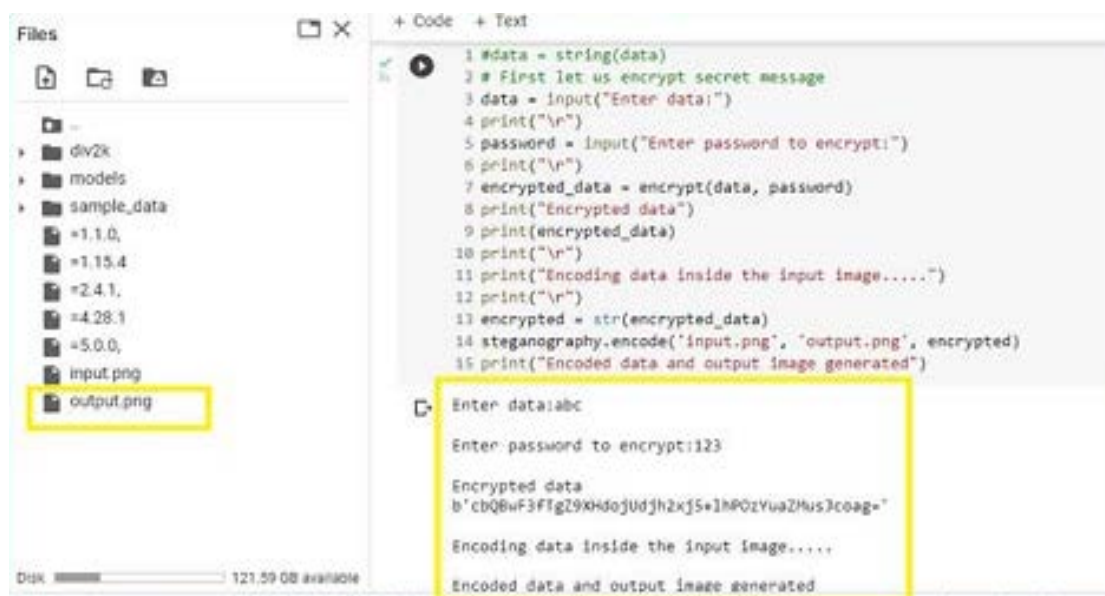 Files
+ Code + Text
..
div2k
models
sample_data
=1.1.0,
=1.15.4
=2.4.1,
=4.28.1
=5.0.0,
input.png
output.png
Disk 121.59 GB available
1 #data = string(data)
2 # First let us encrypt secret message
3 data = input("Enter data:")
4 print("\r")
5 password = input("Enter password to encrypt:")
6 print("\r")
7 encrypted_data = encrypt(data, password)
8 print("Encrypted data")
9 print(encrypted_data)
10 print("\r")
11 print("Encoding data inside the input image.....")
12 print("\r")
13 encrypted = str(encrypted_data)
14 steganography.encode('input.png', 'output.png', encrypted)
15 print("Encoded data and output image generated")
Enter data:abc
Enter password to encrypt:123
Encrypted data
Encoding data inside the input image.....
Encoded data and output image generated